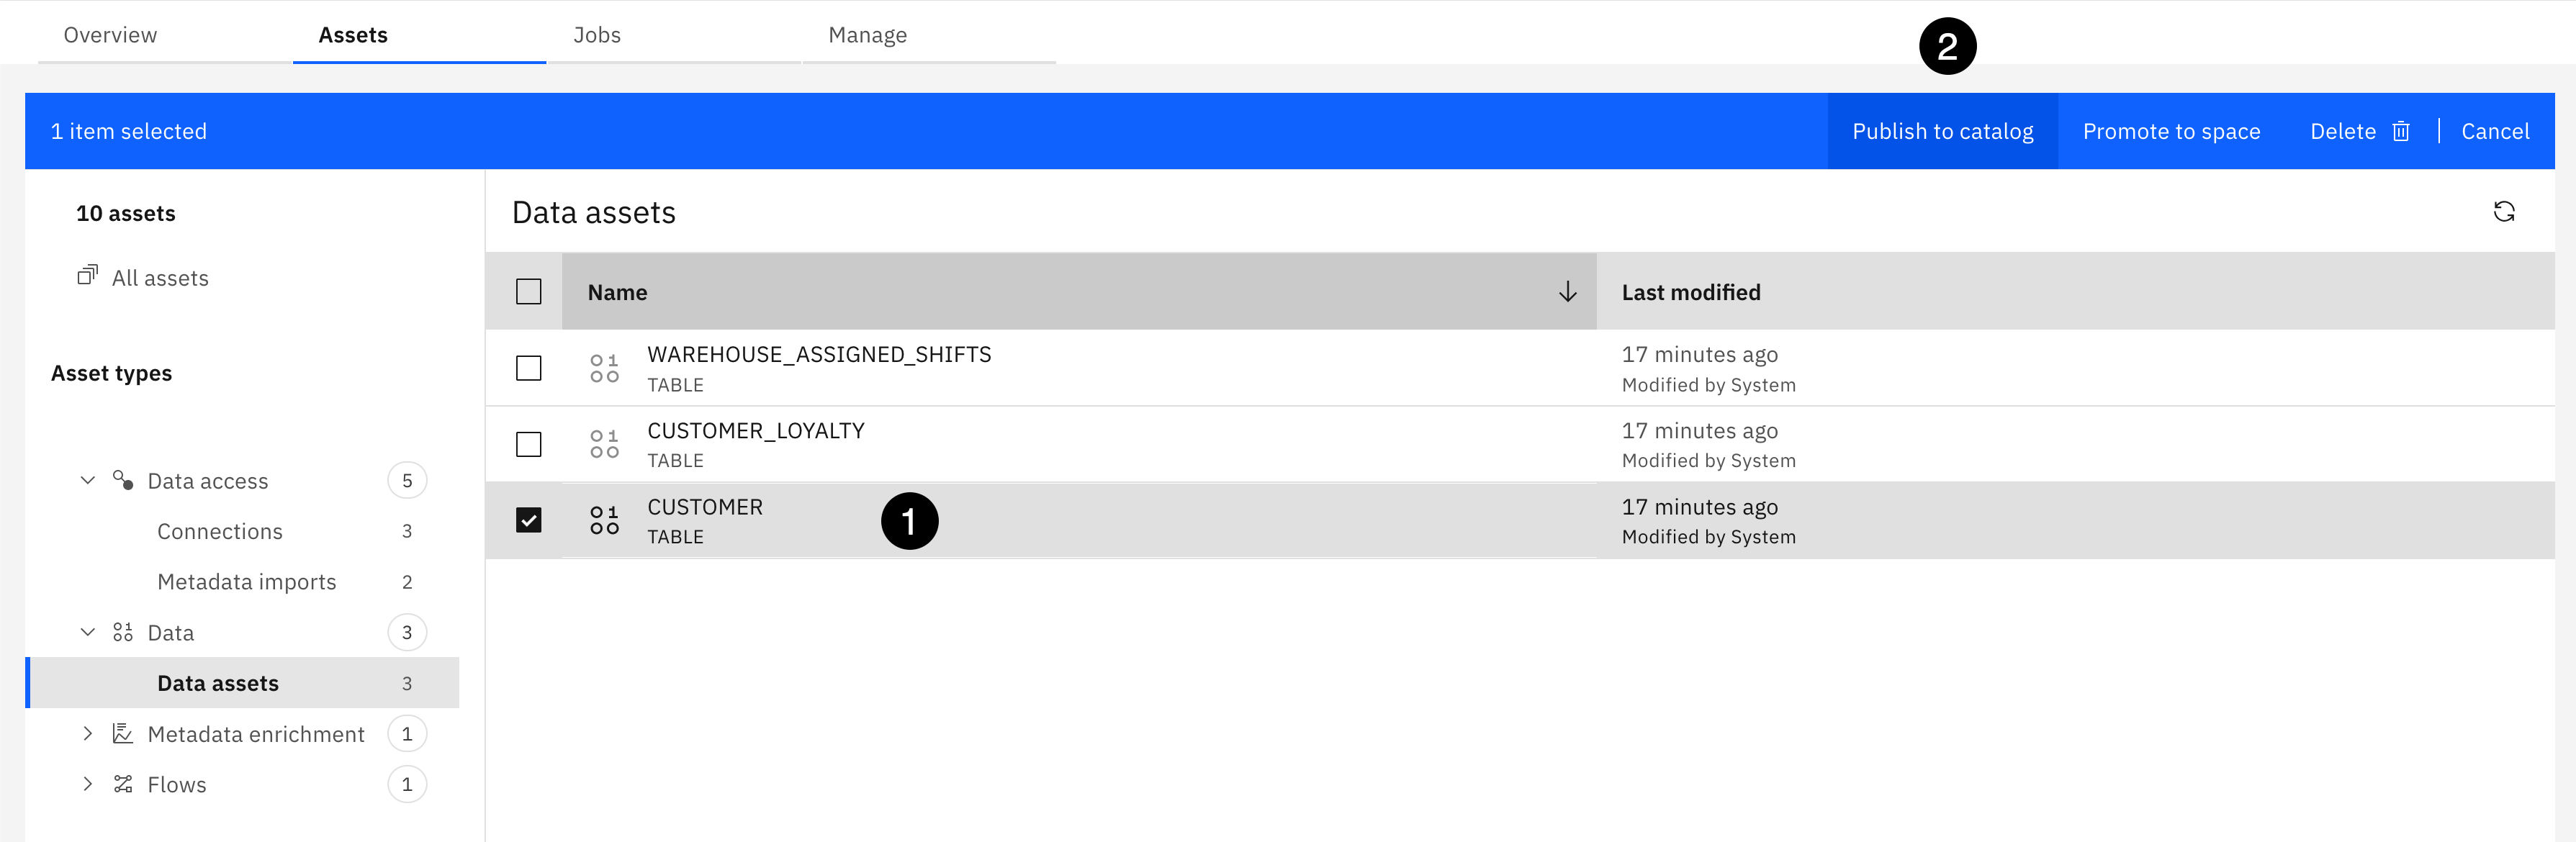 Overview Assets Jobs Manage
2
1 item selected Publish to catalog Promote to space Delete Cancel
10 assets
All assets
Asset types
Data access 5
Connections 3
Metadata imports 2
Data 3
Data assets 3
Metadata enrichment 1
Flows 1
Data assets
Name Last modified
WAREHOUSE_ASSIGNED_SHIFTS 17 minutes ago
TABLE Modified by System
CUSTOMER_LOYALTY 17 minutes ago
TABLE Modified by System
CUSTOMER 17 minutes ago
TABLE Modified by System
1